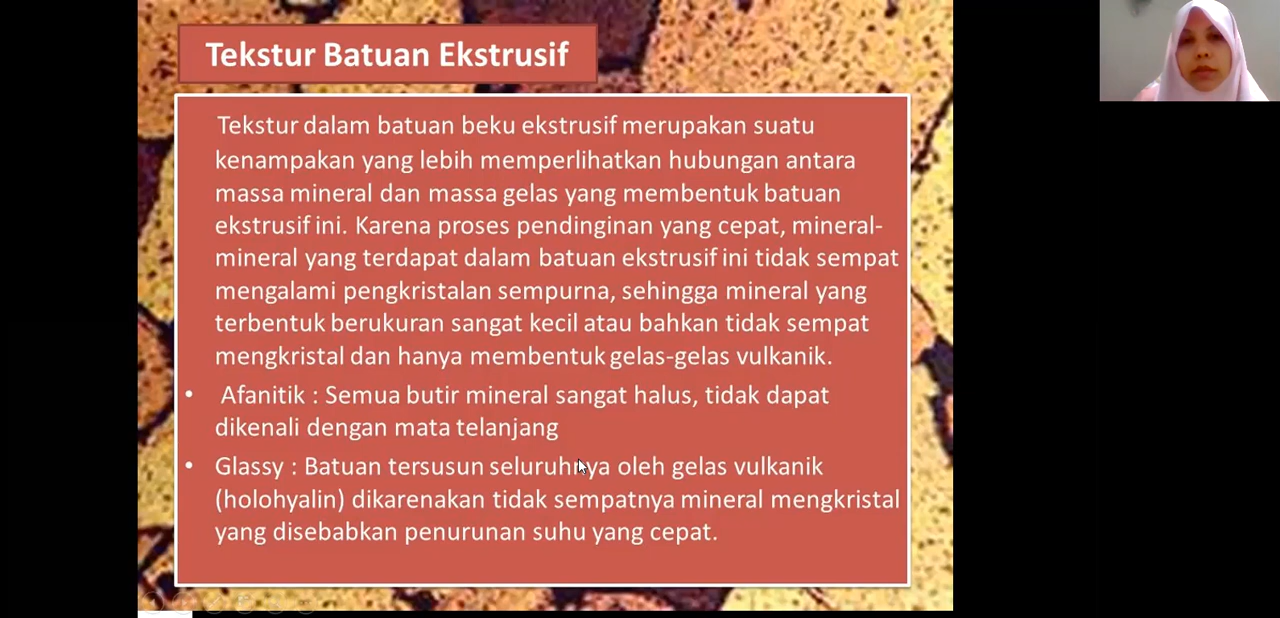 Tekstur Batuan Ekstrusif
Tekstur dalam batuan beku ekstrusif merupakan suatu
kenampakan yang lebih memperlihatkan hubungan antara
massa mineral dan massa gelas yang membentuk batuan
ekstrusif ini. Karena proses pendinginan yang cepat, mineral-
mineral yang terdapat dalam batuan ekstrusif ini tidak sempat
mengalami pengkristalan sempurna, sehingga mineral yang
terbentuk berukuran sangat kecil atau bahkan tidak sempat
mengkristal dan hanya membentuk gelas-gelas vulkanik.
• Afanitik : Semua butir mineral sangat halus, tidak dapat
dikenali dengan mata telanjang
• Glassy : Batuan tersusun seluruhnya oleh gelas vulkanik
(holohyalin) dikarenakan tidak sempatnya mineral mengkristal
yang disebabkan penurunan suhu yang cepat.